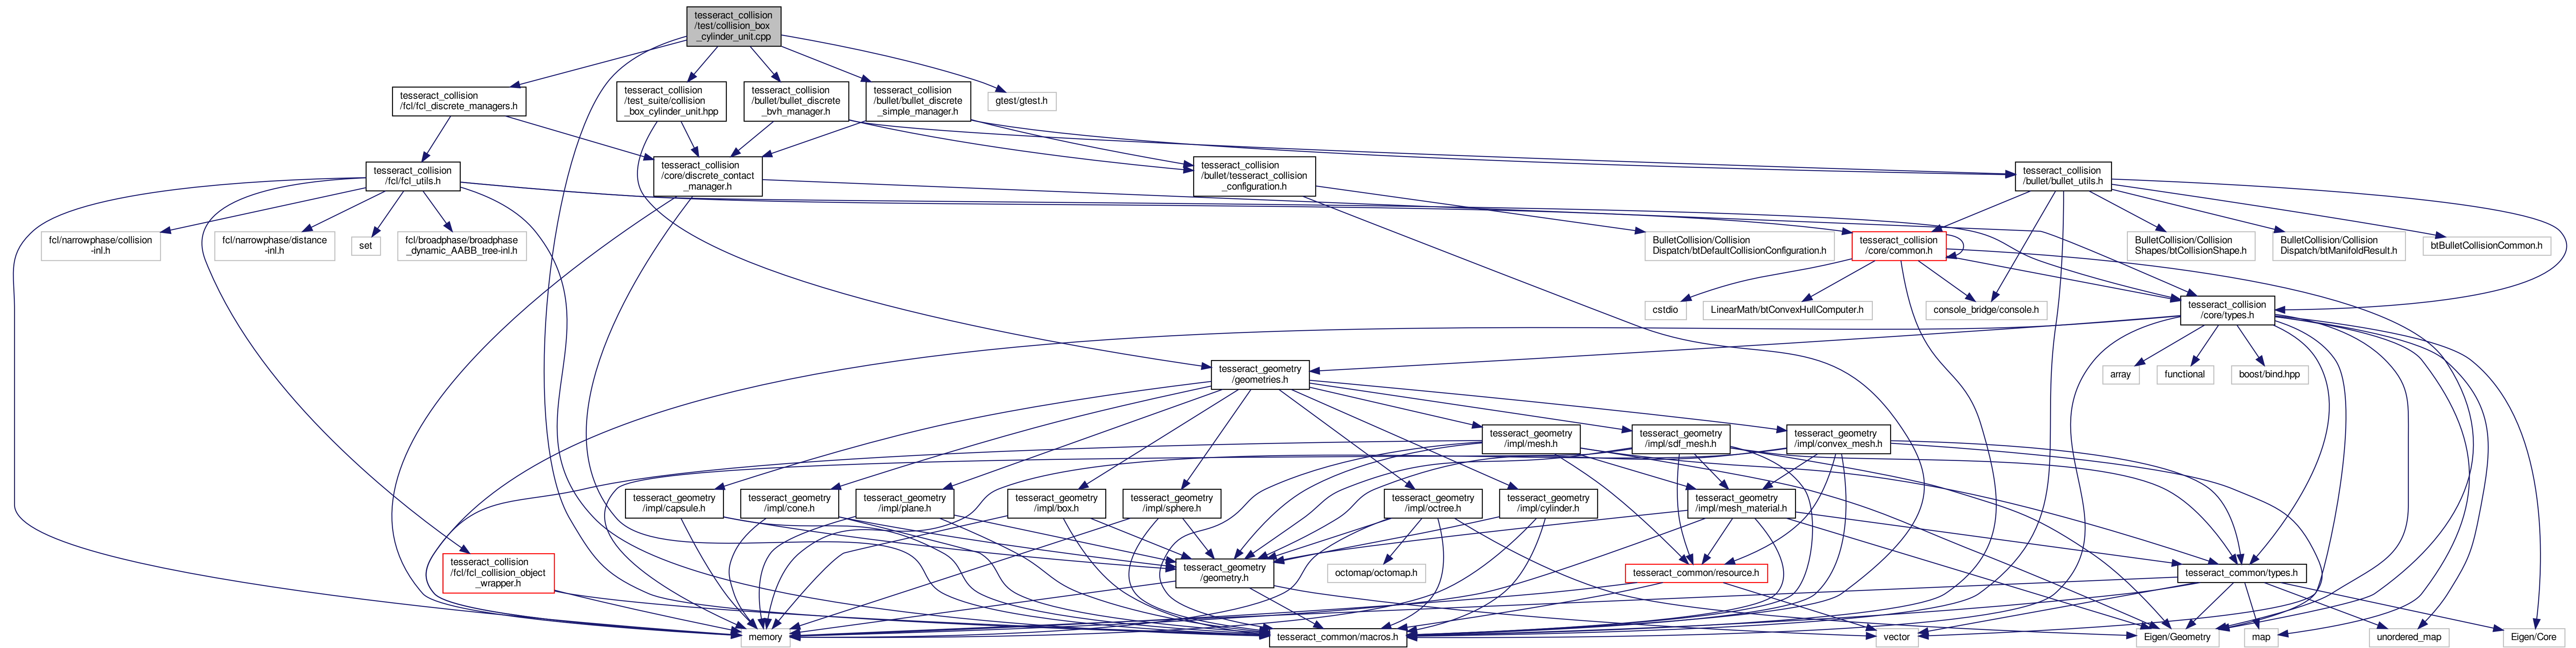 tesseract_collision
/test/collision_box
_cylinder_unit.cpp
tesseract_collision
/fcl/fcl_discrete_managers.h
tesseract_collision
/test_suite/collision
_box_cylinder_unit.hpp
tesseract_collision
/bullet/bullet_discrete
_bvh_manager.h
tesseract_collision
/bullet/bullet_discrete
_simple_manager.h
gtest/gtest.h
tesseract_collision
/fcl/fcl_utils.h
tesseract_collision
/core/discrete_contact
_manager.h
tesseract_collision
/bullet/tesseract_collision
_configuration.h
tesseract_collision
/bullet/bullet_utils.h
fcl/narrowphase/collision
-inl.h
fcl/narrowphase/distance
-inl.h
set
fcl/broadphase/broadphase
_dynamic_AABB_tree-inl.h
BulletCollision/Collision
Dispatch/btDefaultCollisionConfiguration.h
tesseract_collision
/core/common.h
BulletCollision/Collision
Shapes/btCollisionShape.h
BulletCollision/Collision
Dispatch/btManifoldResult.h
btBulletCollisionCommon.h
cstdio
LinearMath/btConvexHullComputer.h
console_bridge/console.h
tesseract_collision
/core/types.h
tesseract_geometry
/geometries.h
array
functional
boost/bind.hpp
tesseract_geometry
/impl/mesh.h
tesseract_geometry
/impl/sdf_mesh.h
tesseract_geometry
/impl/convex_mesh.h
tesseract_geometry
/impl/capsule.h
tesseract_geometry
/impl/cone.h
tesseract_geometry
/impl/plane.h
tesseract_geometry
/impl/box.h
tesseract_geometry
/impl/sphere.h
tesseract_geometry
/impl/octree.h
tesseract_geometry
/impl/cylinder.h
tesseract_geometry
/impl/mesh_material.h
tesseract_collision
/fcl/fcl_collision_object
_wrapper.h
tesseract_geometry
/geometry.h
octomap/octomap.h
tesseract_common/resource.h
tesseract_common/types.h
memory
tesseract_common/macros.h
vector
Eigen/Geometry
map
unordered_map
Eigen/Core